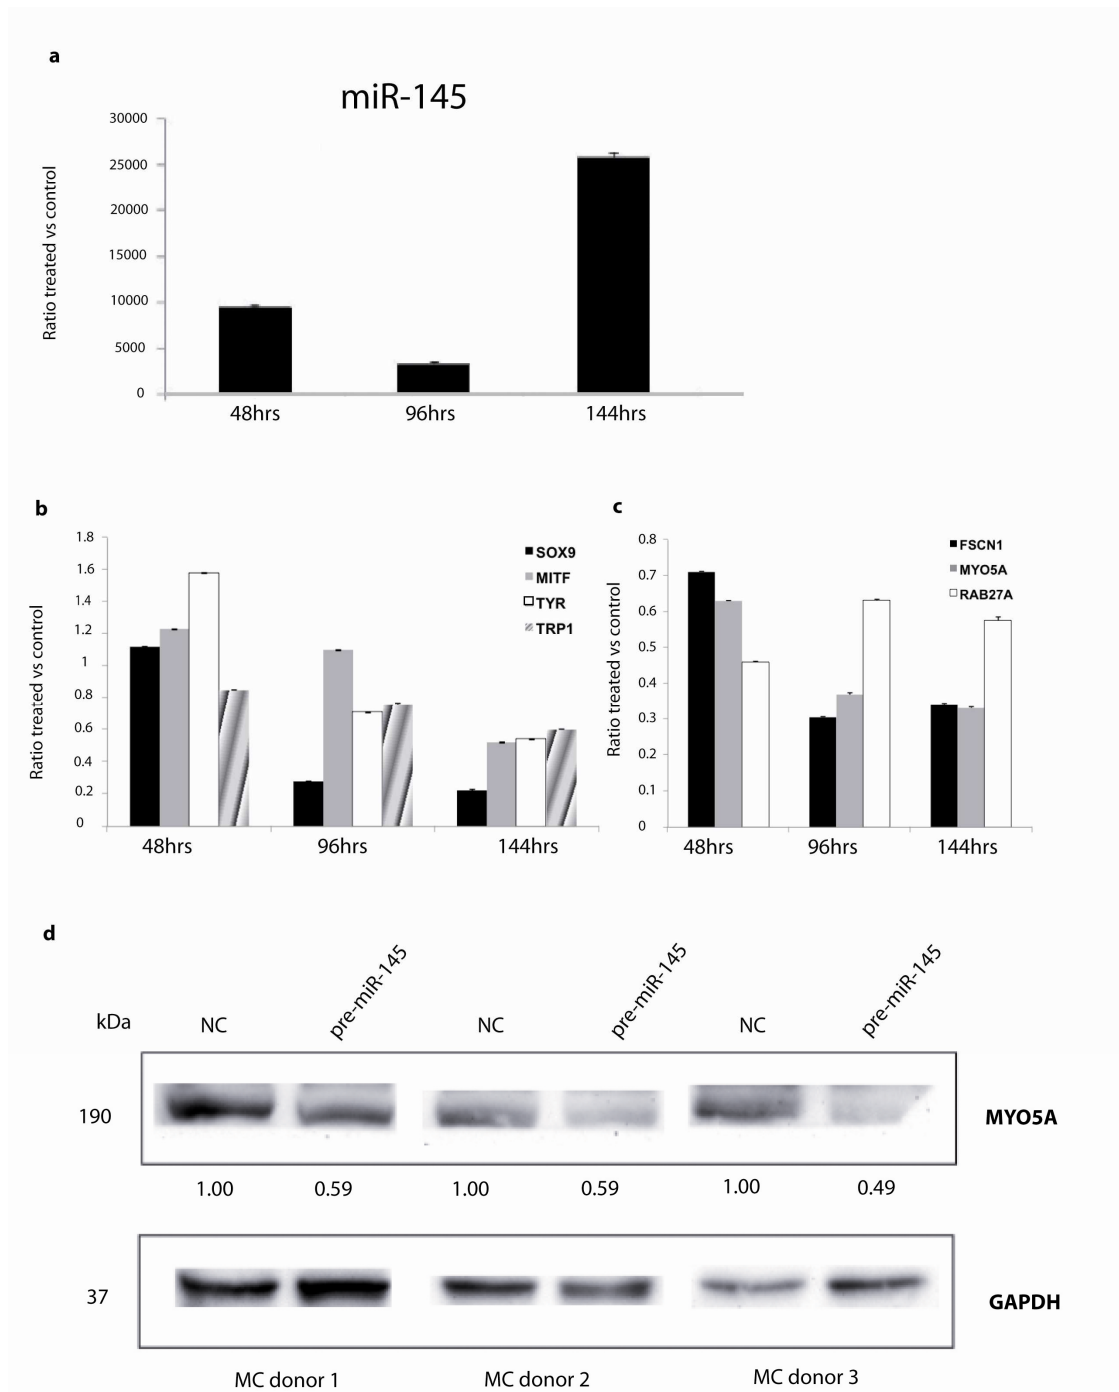 a
miR-145
Ratio treated vs control
30000
25000
20000
15000
10000
5000
0
48hrs 96hrs 144hrs
b
Ratio treated vs control
1.8
1.6
1.4
1.2
1
0.8
0.6
0.4
0.2
0
SOX9
MITF
TYR
TRP1
48hrs 96hrs 144hrs
c
Ratio treated vs control
0.8
0.7
0.6
0.5
0.4
0.3
0.2
0.1
0
FSCN1
MYO5A
RAB27A
48hrs 96hrs 144hrs
d
kDa NC pre-miR-145 NC pre-miR-145 NC pre-miR-145
190 MYO5A
1.00 0.59 1.00 0.59 1.00 0.49
37 GAPDH
MC donor 1 MC donor 2 MC donor 3